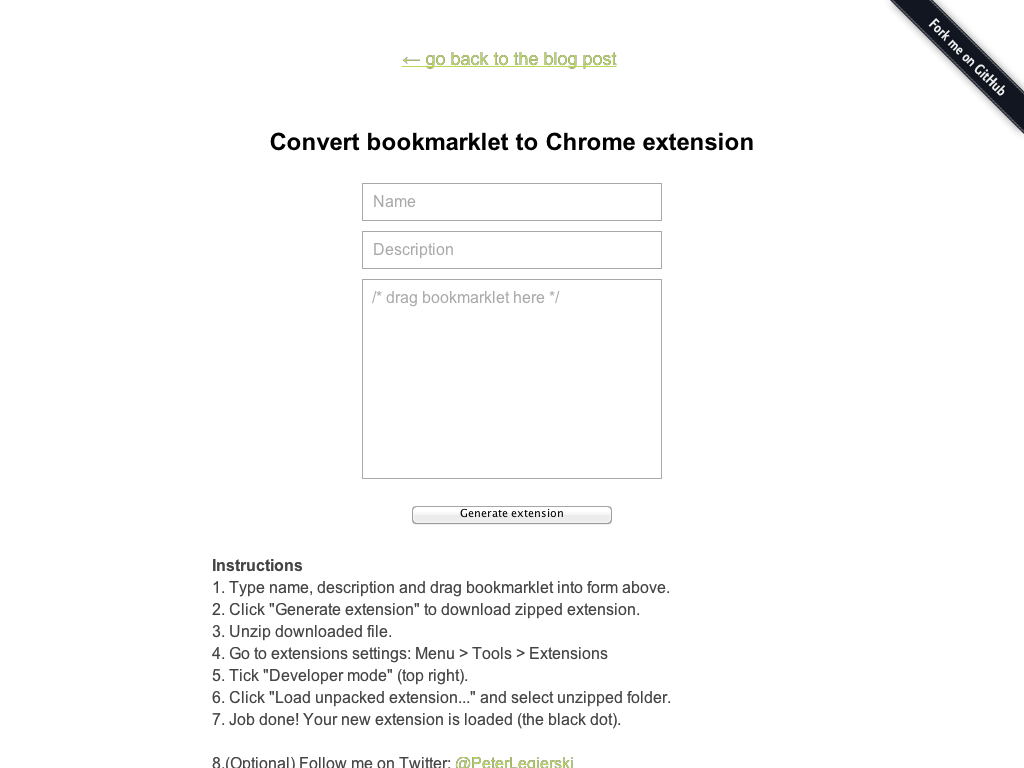 ← go back to the blog post
Fork me on GitHub
Convert bookmarklet to Chrome extension
Name
Description
/* drag bookmarklet here */
Generate extension
Instructions
1. Type name, description and drag bookmarklet into form above.
2. Click "Generate extension" to download zipped extension.
3. Unzip downloaded file.
4. Go to extensions settings: Menu > Tools > Extensions
5. Tick "Developer mode" (top right).
6. Click "Load unpacked extension..." and select unzipped folder.
7. Job done! Your new extension is loaded (the black dot).
8.(Optional) Follow me on Twitter: @PeterLegierski